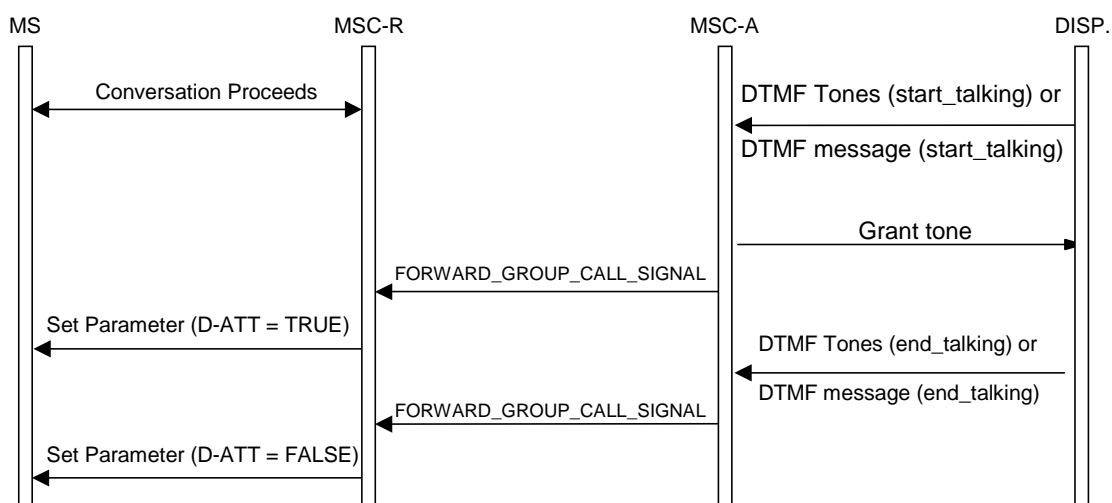 MS
MSC-R
MSC-A
DISP.
Conversation Proceeds
DTMF Tones (start_talking) or
DTMF message (start_talking)
Grant tone
FORWARD_GROUP_CALL_SIGNAL
Set Parameter (D-ATT = TRUE)
DTMF Tones (end_talking) or
DTMF message (end_talking)
FORWARD_GROUP_CALL_SIGNAL
Set Parameter (D-ATT = FALSE)